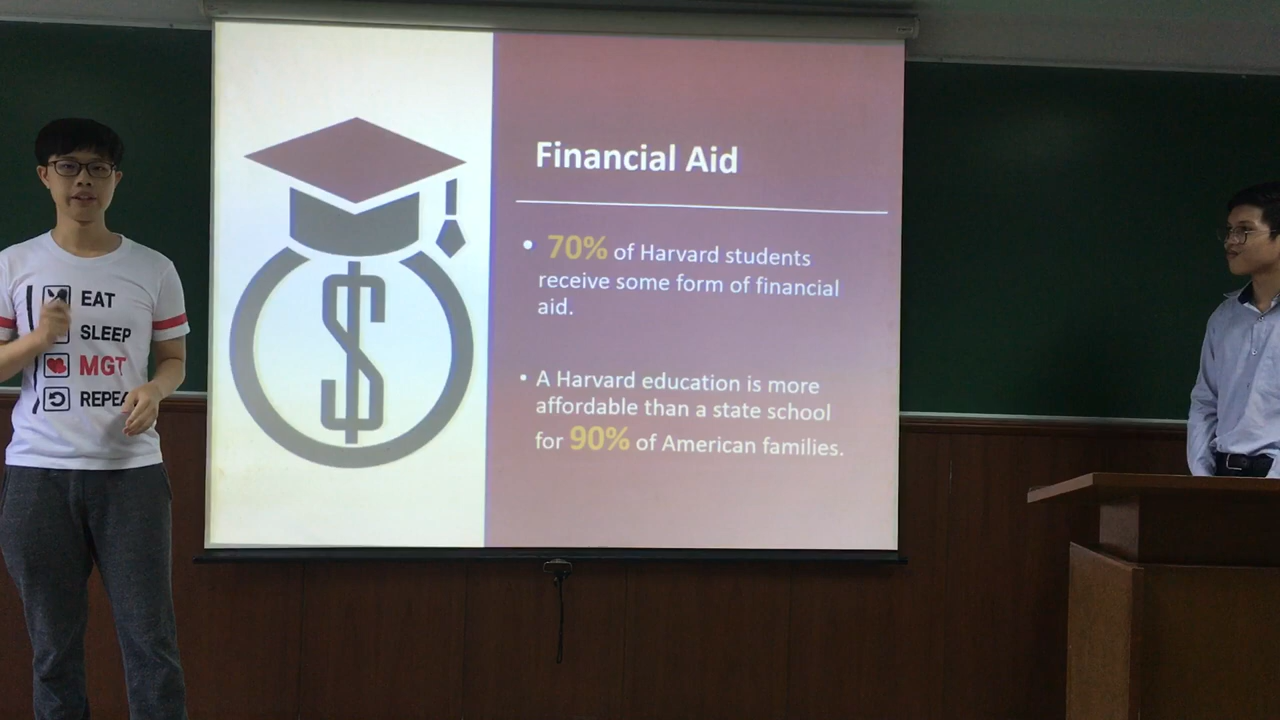 Financial Aid
• 70% of Harvard students
receive some form of financial
aid.
• A Harvard education is more
affordable than a state school
for 90% of American families.
EAT
SLEEP
MGT
REPEA